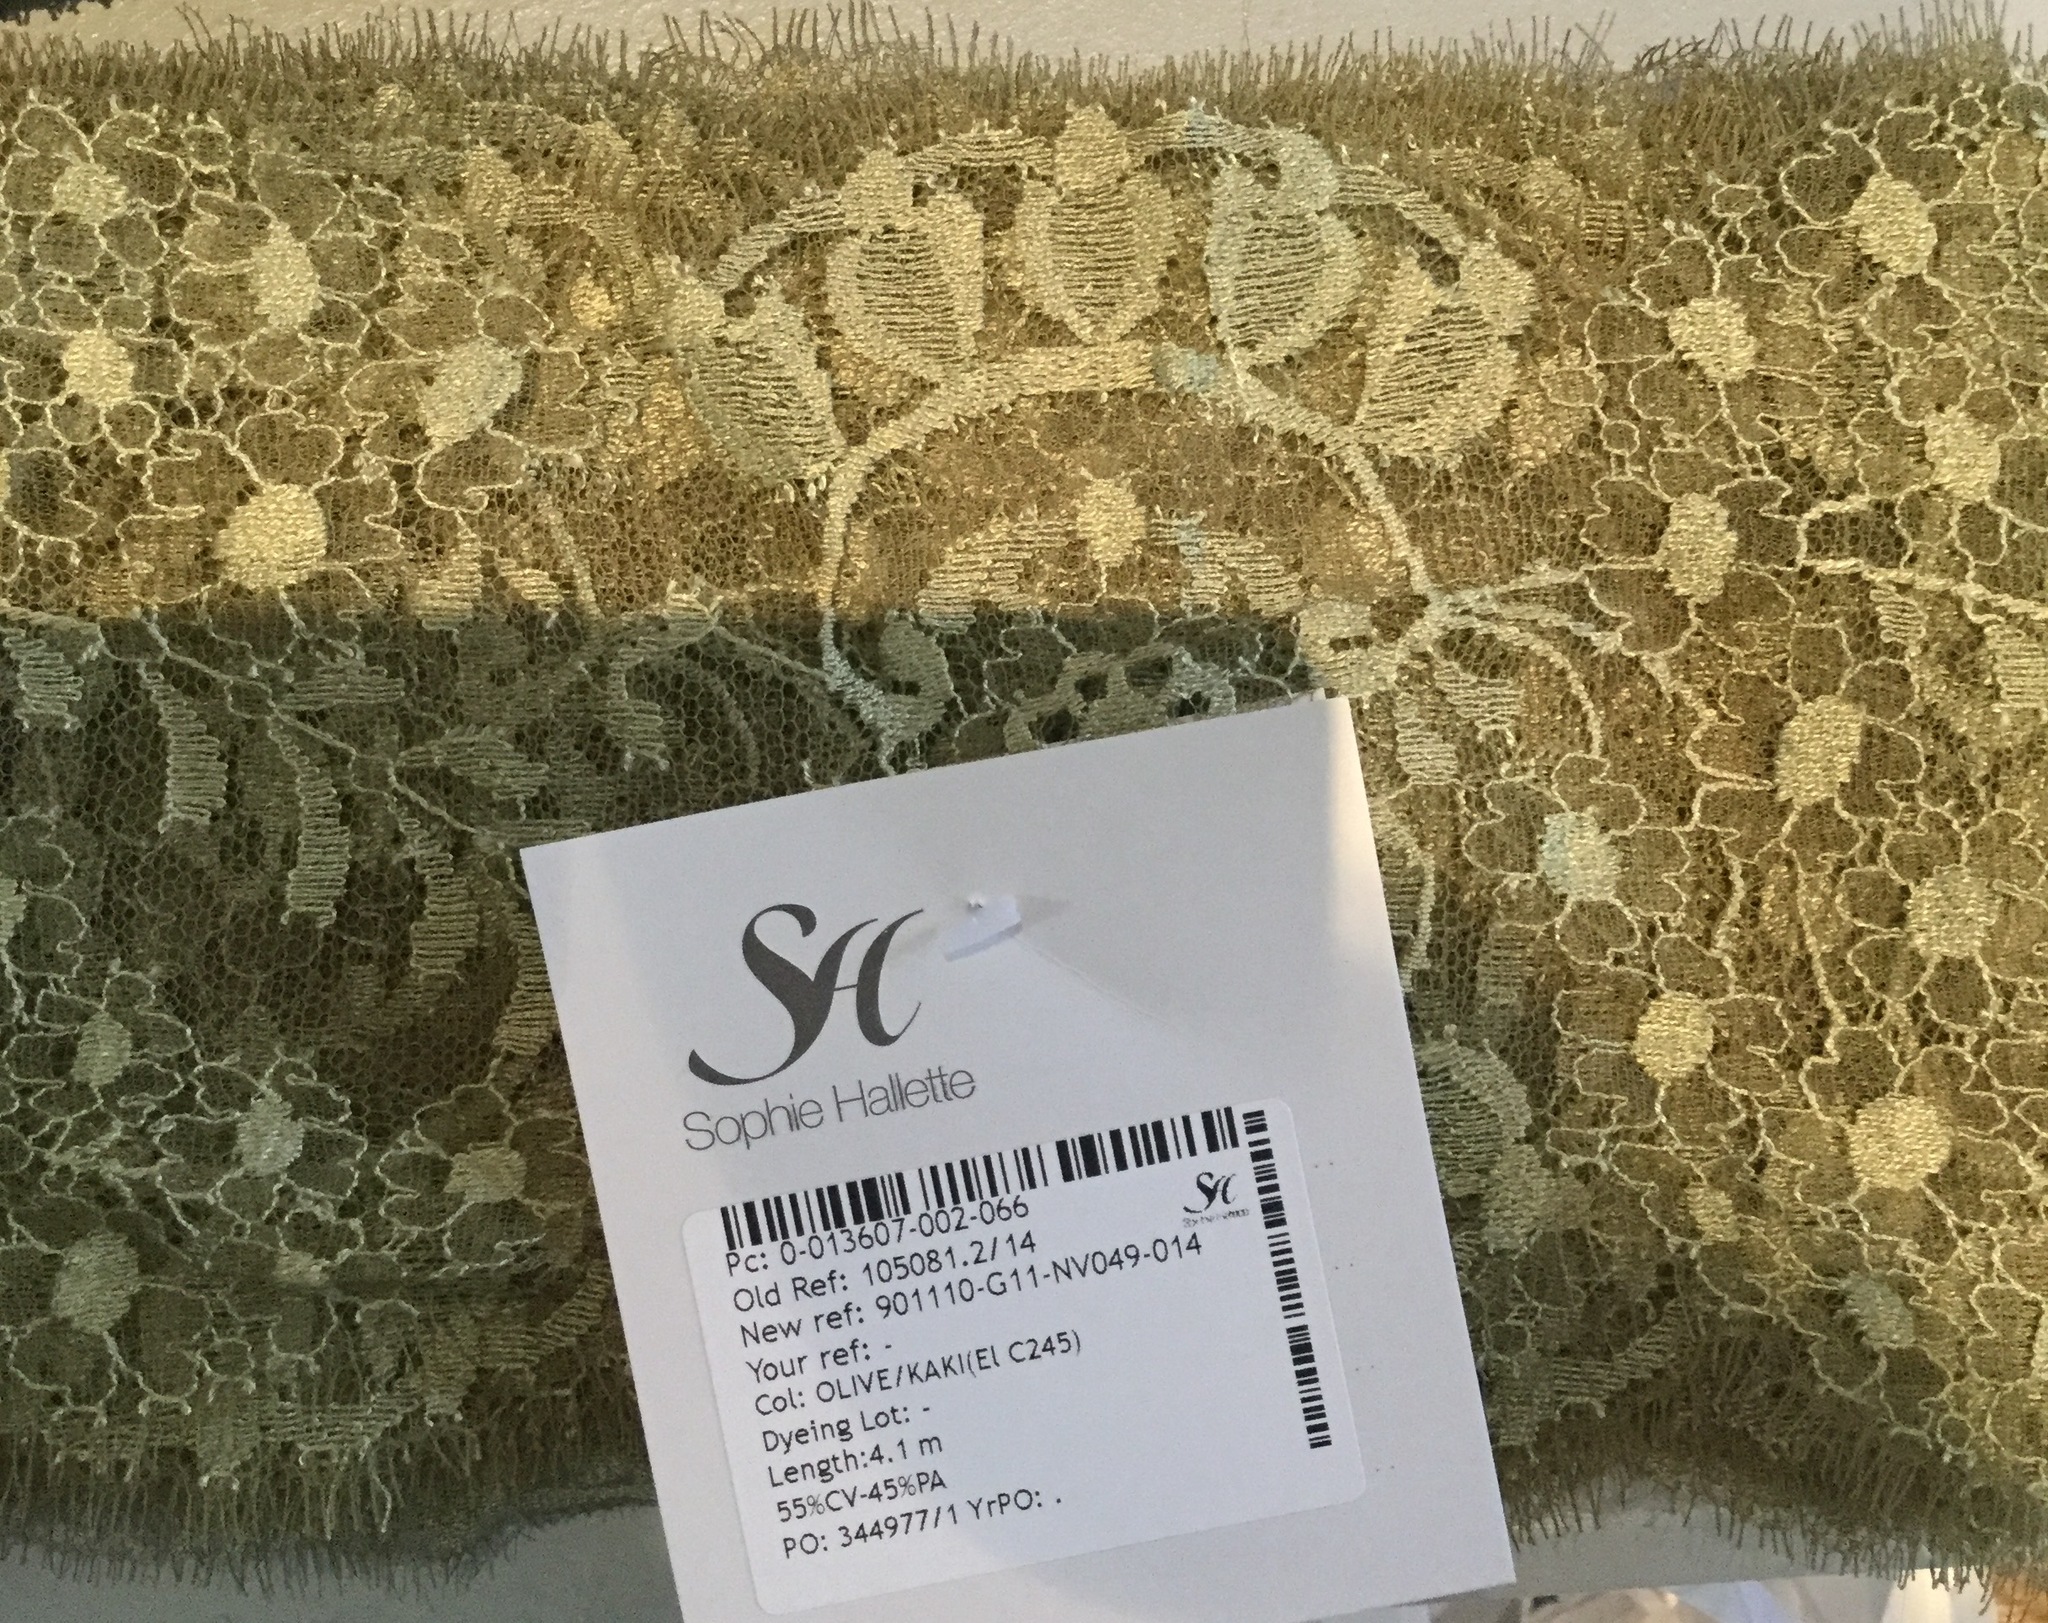 SH
Sophie Hallette
Pc: 0-013607-002-066
Old Ref: 105081.2/14
New ref: 901110-G11-NV049-014
Your ref: -
Col: OLIVE/KAKI(El C245)
Dyeing Lot: -
Length:4.1 m
55%CV-45%PA
PO: 344977/1 YrPO: .
SH